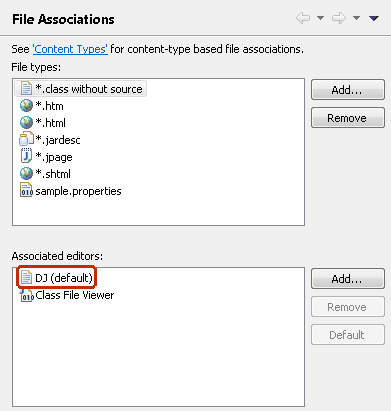 File Associations
See 'Content Types' for content-type based file associations.
File types:
*.class without source
Add...
*.htm
Remove
*.html
*.jardesc
*.jpage
*.shtml
sample.properties
Associated editors:
DJ (default)
Add...
Class File Viewer
Remove
Default